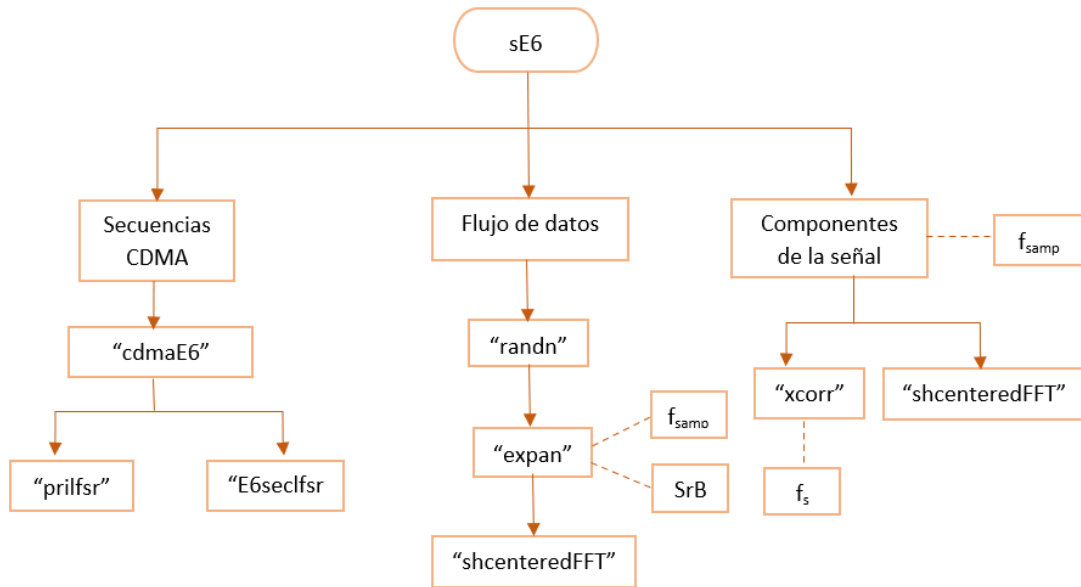 sE6
Secuencias
CDMA
Flujo de datos
Componentes
de la señal
fsamp
“cdmaE6”
“randn”
“xcorr”
“shcenteredFFT”
“prilfsr”
“E6seclfsr
“expan”
fsamp
SrB
fs
“shcenteredFFT”